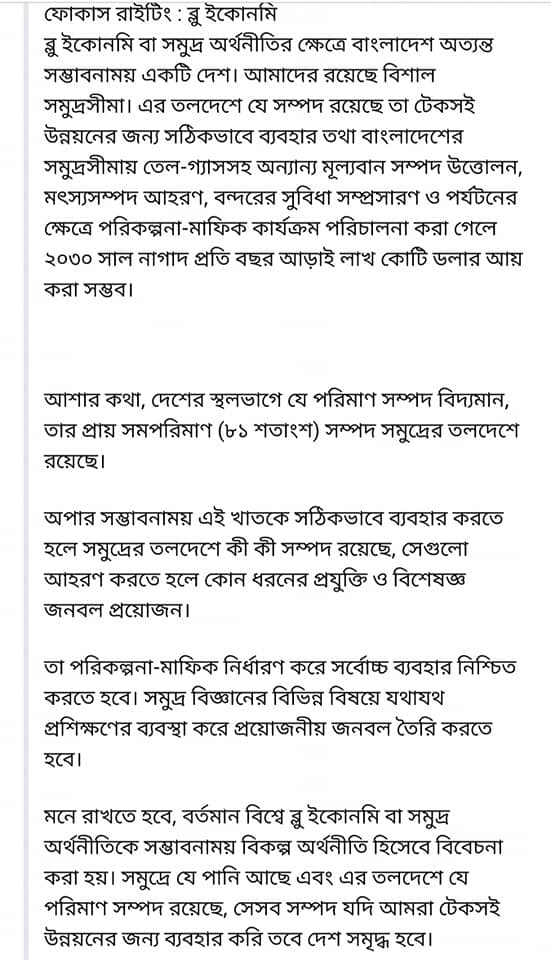 ফোকাস রাইটিং : ব্লু ইকোনমি
ব্লু ইকোনমি বা সমুদ্র অর্থনীতির ক্ষেত্রে বাংলাদেশ অত্যন্ত
সম্ভাবনাময় একটি দেশ। আমাদের রয়েছে বিশাল
সমুদ্রসীমা। এর তলদেশে যে সম্পদ রয়েছে তা টেকসই
উন্নয়নের জন্য সঠিকভাবে ব্যবহার তথা বাংলাদেশের
সমুদ্রসীমায় তেল-গ্যাসসহ অন্যান্য মূল্যবান সম্পদ উত্তোলন,
মৎস্যসম্পদ আহরণ, বন্দরের সুবিধা সম্প্রসারণ ও পর্যটনের
ক্ষেত্রে পরিকল্পনা-মাফিক কার্যক্রম পরিচালনা করা গেলে
২০৩০ সাল নাগাদ প্রতি বছর আড়াই লাখ কোটি ডলার আয়
করা সম্ভব।
আশার কথা, দেশের স্থলভাগে যে পরিমাণ সম্পদ বিদ্যমান,
তার প্রায় সমপরিমাণ (৮১ শতাংশ) সম্পদ সমুদ্রের তলদেশে
রয়েছে।
অপার সম্ভাবনাময় এই খাতকে সঠিকভাবে ব্যবহার করতে
হলে সমুদ্রের তলদেশে কী কী সম্পদ রয়েছে, সেগুলো
আহরণ করতে হলে কোন ধরনের প্রযুক্তি ও বিশেষজ্ঞ
জনবল প্রয়োজন।
তা পরিকল্পনা-মাফিক নির্ধারণ করে সর্বোচ্চ ব্যবহার নিশ্চিত
করতে হবে। সমুদ্র বিজ্ঞানের বিভিন্ন বিষয়ে যথাযথ
প্রশিক্ষণের ব্যবস্থা করে প্রয়োজনীয় জনবল তৈরি করতে
হবে।
মনে রাখতে হবে, বর্তমান বিশ্বে ব্লু ইকোনমি বা সমুদ্র
অর্থনীতিকে সম্ভাবনাময় বিকল্প অর্থনীতি হিসেবে বিবেচনা
করা হয়। সমুদ্রে যে পানি আছে এবং এর তলদেশে যে
পরিমাণ সম্পদ রয়েছে, সেসব সম্পদ যদি আমরা টেকসই
উন্নয়নের জন্য ব্যবহার করি তবে দেশ সমৃদ্ধ হবে।